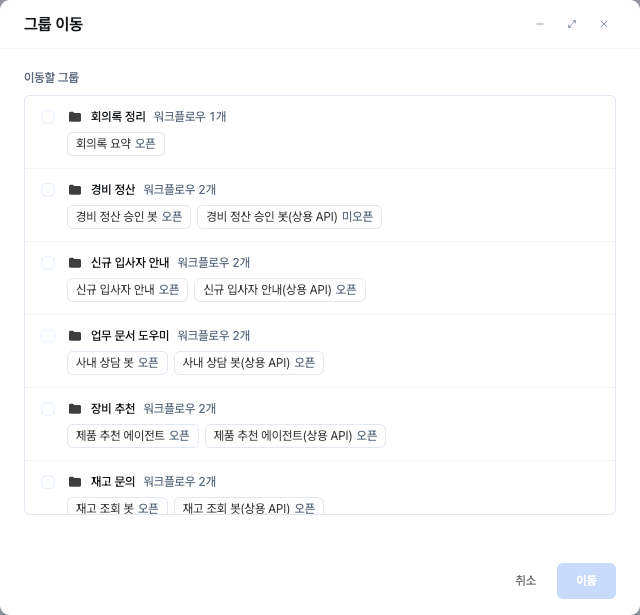 그룹 이동
이동할 그룹
회의록 정리 워크플로우 1개
회의록 요약 오픈
경비 정산 워크플로우 2개
경비 정산 승인 봇 오픈 경비 정산 승인 봇(상용 API) 미오픈
신규 입사자 안내 워크플로우 2개
신규 입사자 안내 오픈 신규 입사자 안내(상용 API) 오픈
업무 문서 도우미 워크플로우 2개
사내 상담 봇 오픈 사내 상담 봇(상용 API) 오픈
장비 추천 워크플로우 2개
제품 추천 에이전트 오픈 제품 추천 에이전트(상용 API) 오픈
재고 문의 워크플로우 2개
재고 조회 봇 오픈 재고 조회 봇(상용 API) 오픈
취소 이동